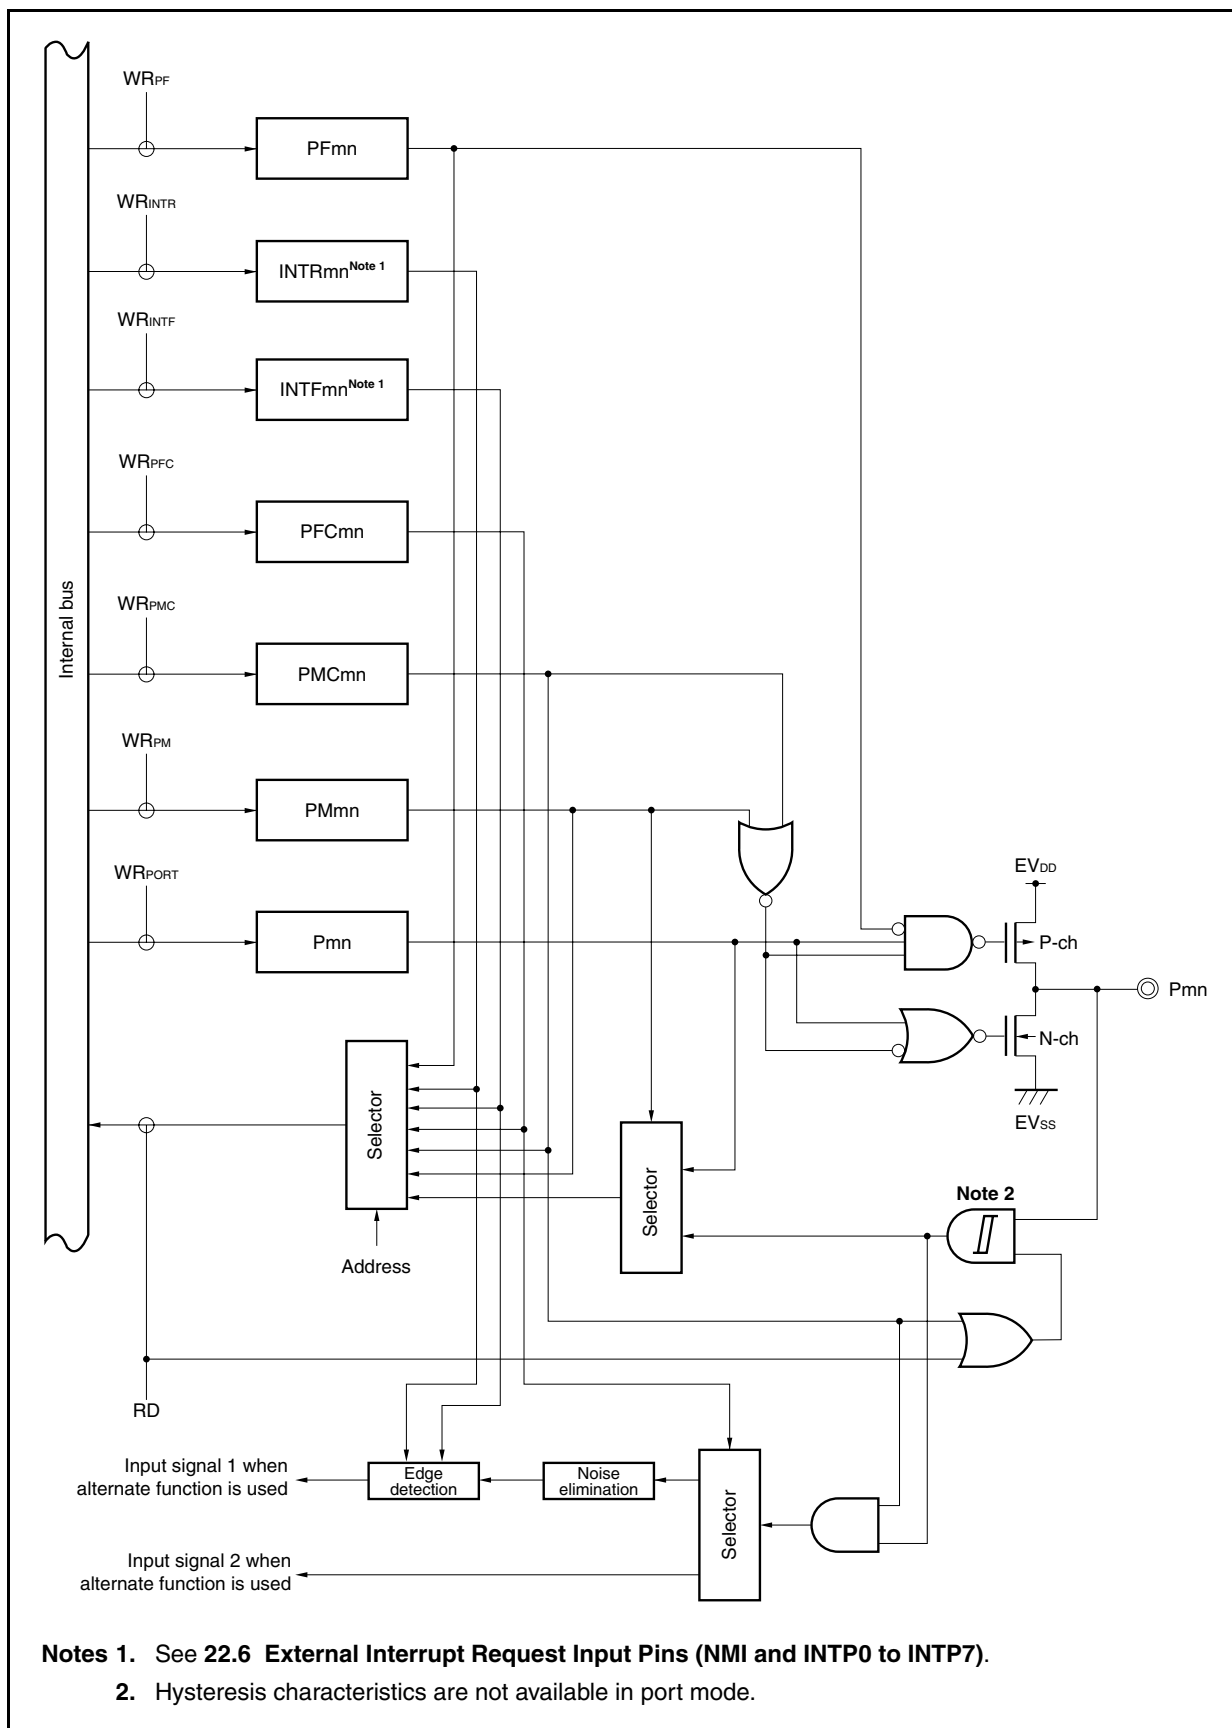 WRPF
PFmn
WRINTR
INTRmnNote 1
WRINTF
INTFmnNote 1
WRPFC
PFCmn
WRPMC
PMCmn
Internal bus
WRPM
PMmn
WRPORT
Pmn
EVDD
P-ch
Pmn
N-ch
EVSS
Selector
Selector
Note 2
Address
RD
Input signal 1 when
alternate function is used
Edge
detection
Noise
elimination
Selector
Input signal 2 when
alternate function is used
Notes 1. See 22.6 External Interrupt Request Input Pins (NMI and INTP0 to INTP7).
2. Hysteresis characteristics are not available in port mode.